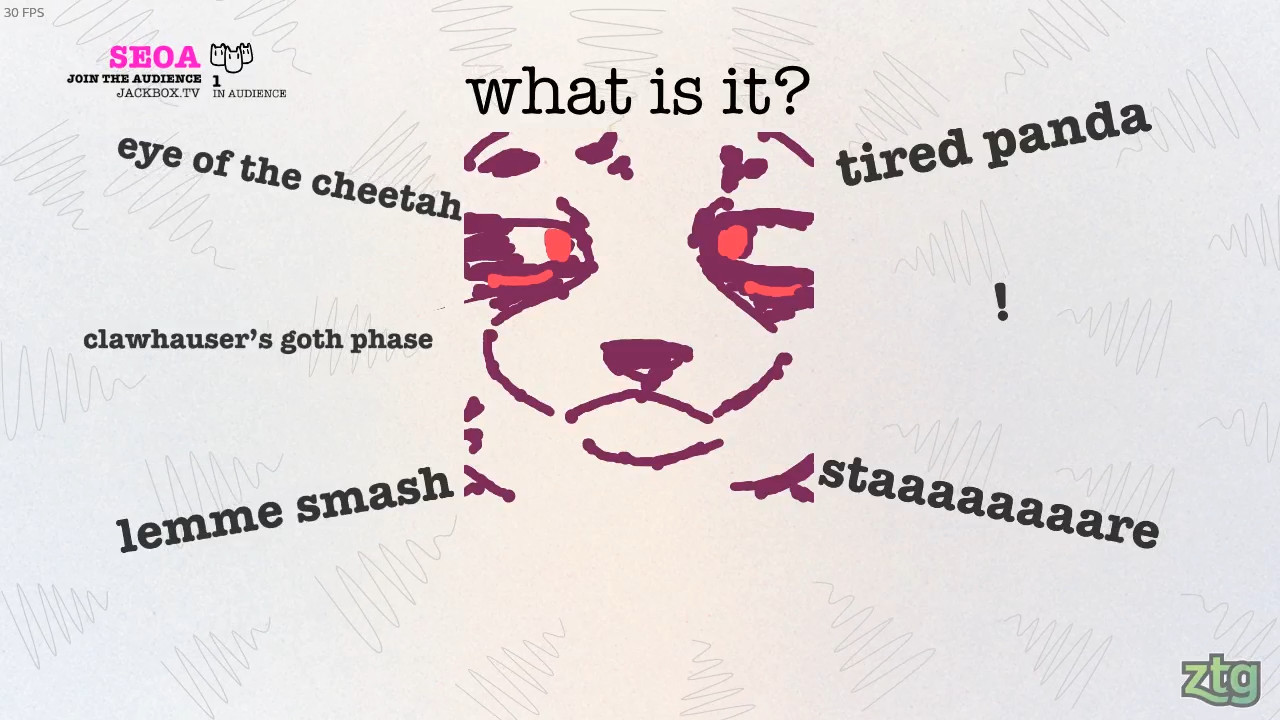 30 FPS
SEOA
JOIN THE AUDIENCE
JACKBOX.TV
1
IN AUDIENCE
what is it?
eye of the cheetah
tired panda
!
clawhauser's goth phase
lemme smash
staaaaaaaare
ztg